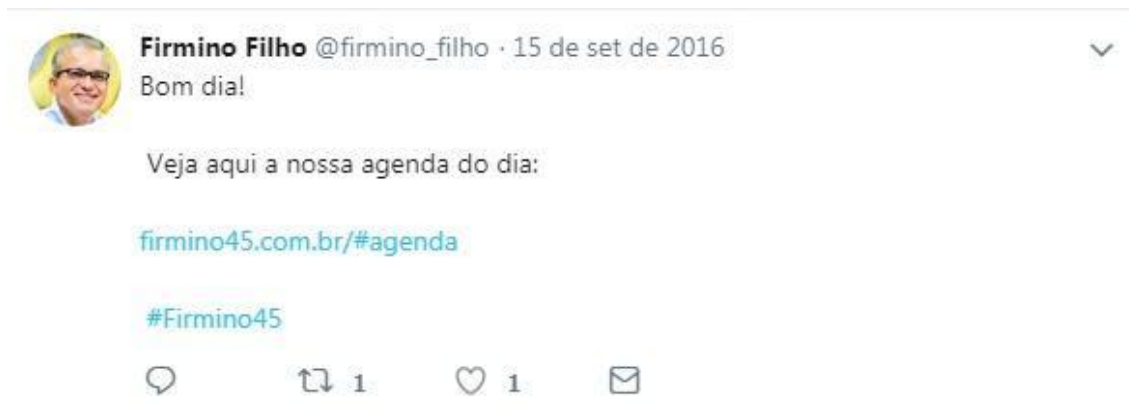 Firmino Filho @firmino_filho · 15 de set de 2016
Bom dia!
Veja aqui a nossa agenda do dia:
firmino45.com.br/#agenda
#Firmino45
1 1